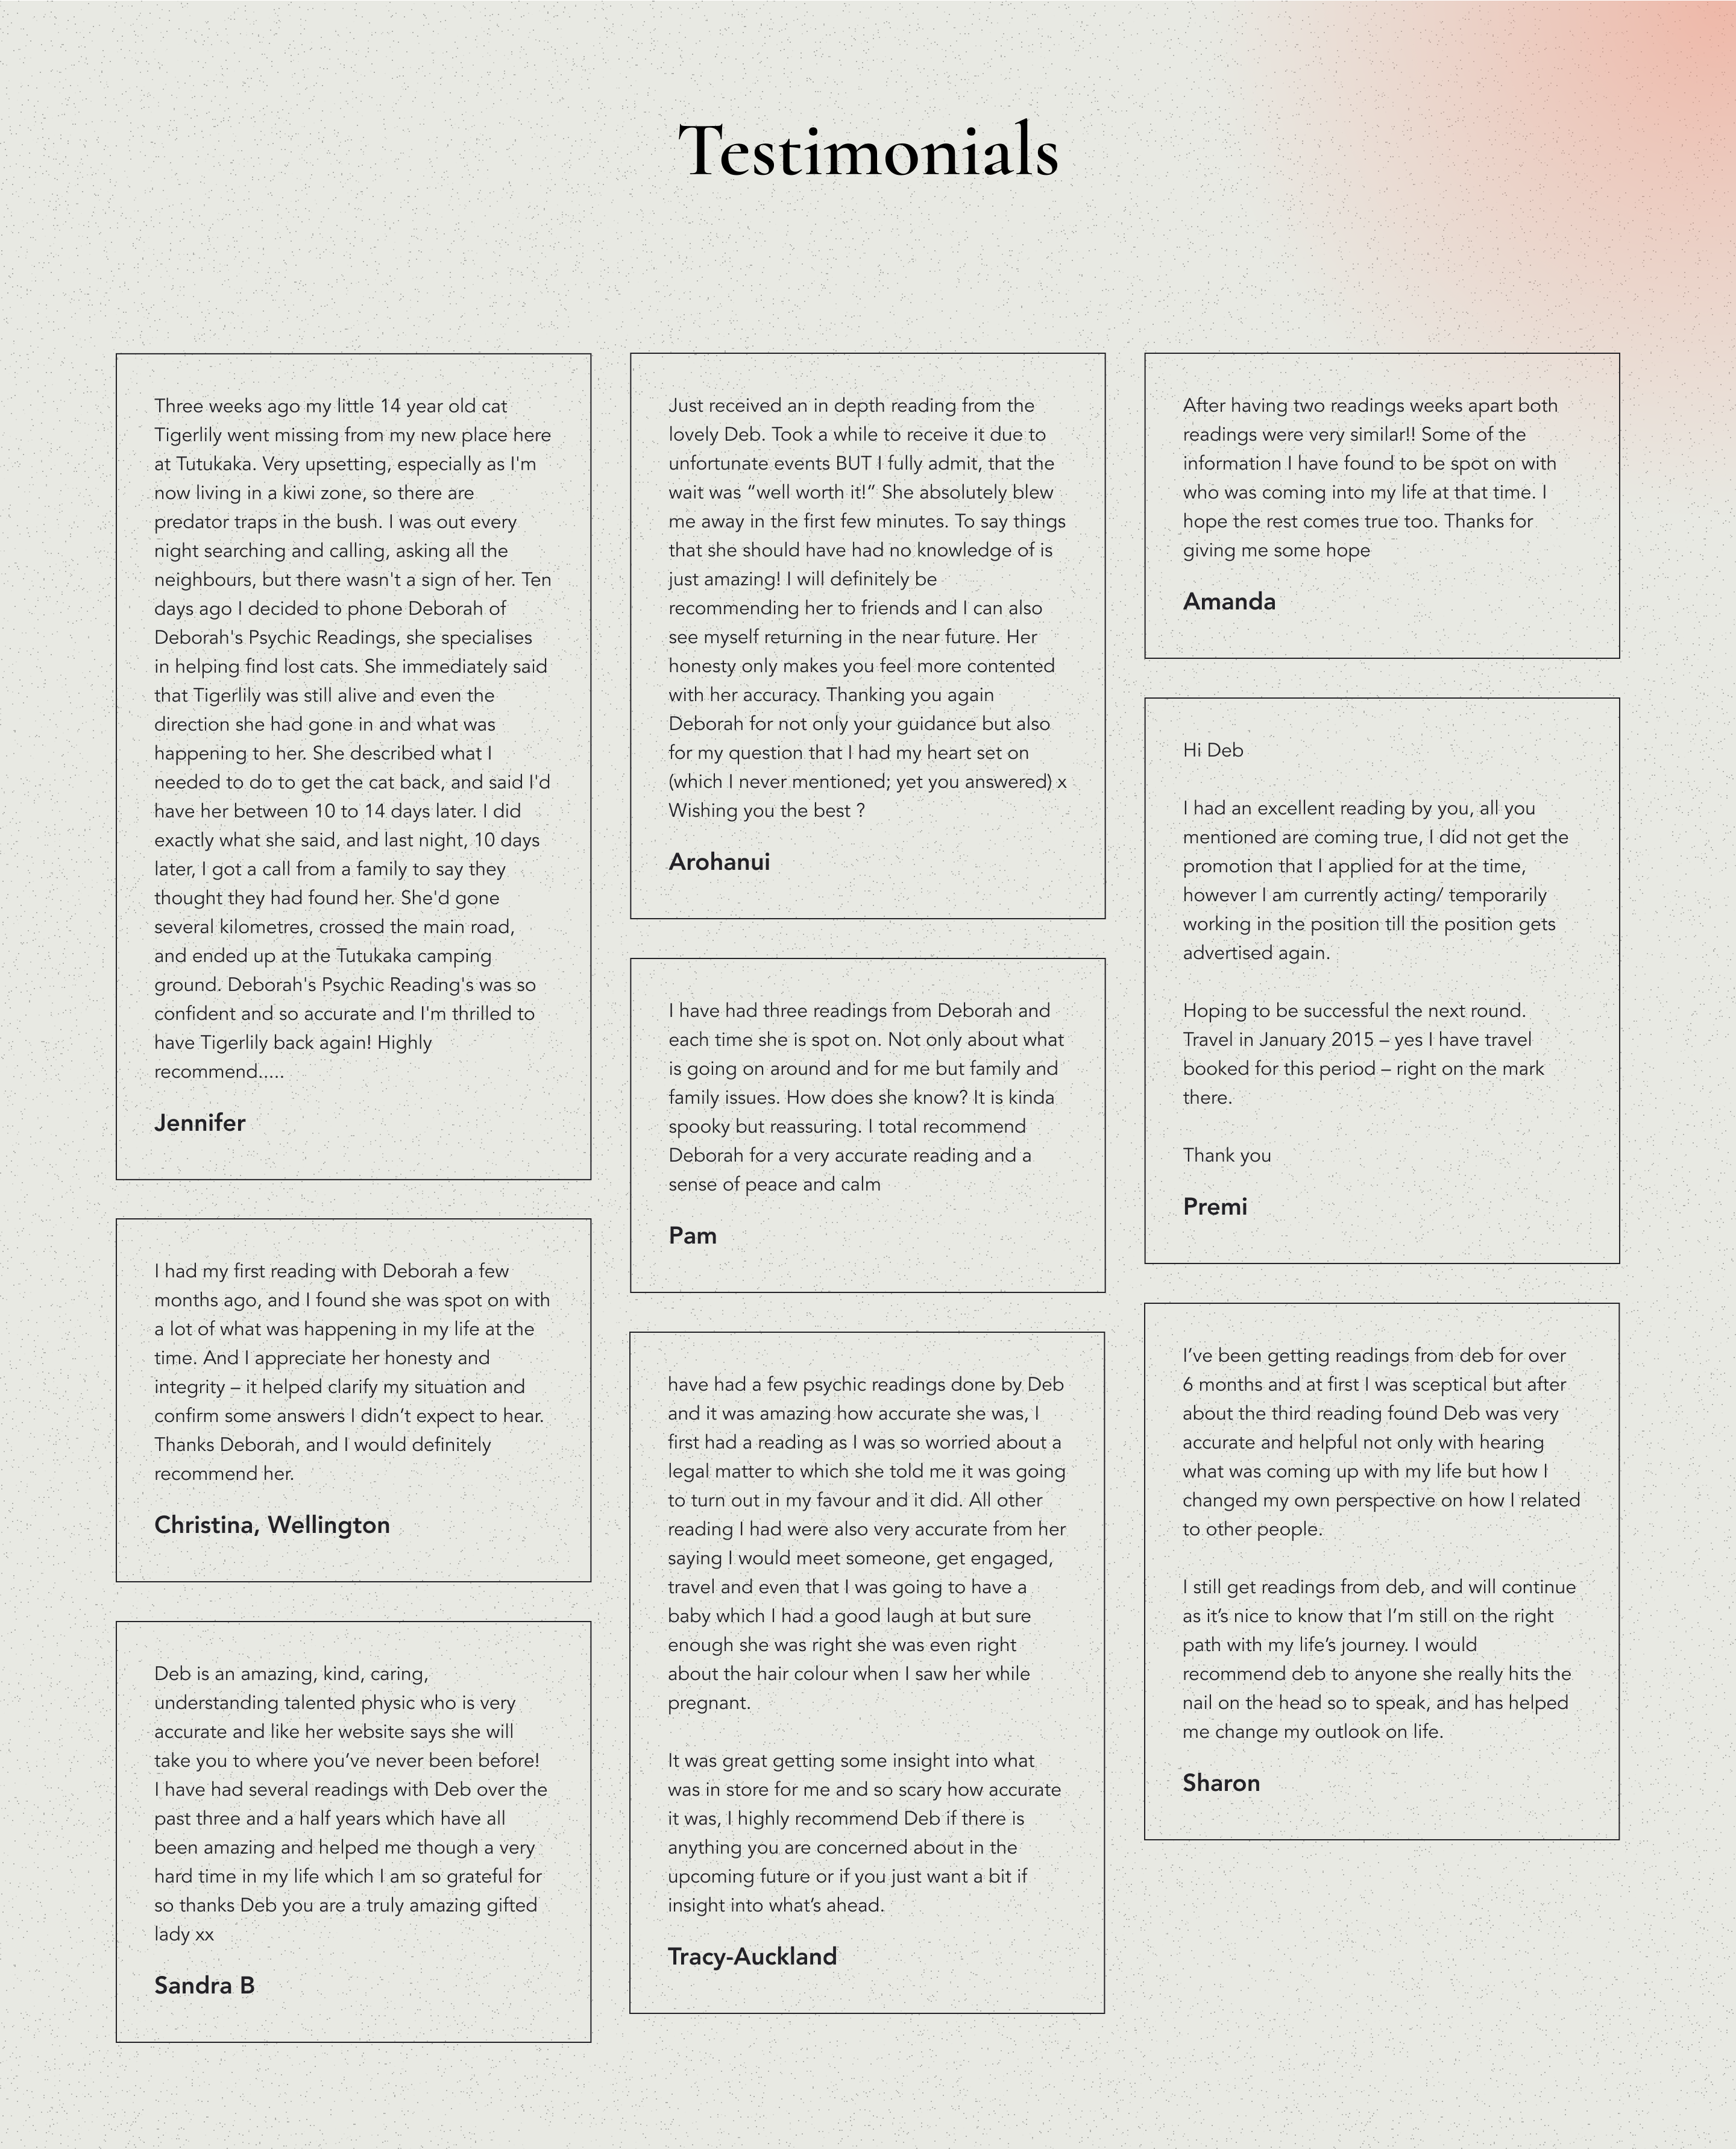 Testimonials
Three weeks ago my little 14 year old cat
Tigerlily went missing from my new place here
at Tutukaka. Very upsetting, especially as I'm
now living in a kiwi zone, so there are
predator traps in the bush. I was out every
night searching and calling, asking all the
neighbours, but there wasn't a sign of her. Ten
days ago I decided to phone Deborah of
Deborah's Psychic Readings, she specialises
in helping find lost cats. She immediately said
that Tigerlily was still alive and even the
direction she had gone in and what was
happening to her. She described what I
needed to do to get the cat back, and said I'd
have her between 10 to 14 days later. I did
exactly what she said, and last night, 10 days
later, I got a call from a family to say they
thought they had found her. She'd gone
several kilometres, crossed the main road,
and ended up at the Tutukaka camping
ground. Deborah's Psychic Reading's was so
confident and so accurate and I'm thrilled to
have Tigerlily back again! Highly
recommend.....
Jennifer
I had my first reading with Deborah a few
months ago, and I found she was spot on with
a lot of what was happening in my life at the
time. And I appreciate her honesty and
integrity – it helped clarify my situation and
confirm some answers I didn’t expect to hear.
Thanks Deborah, and I would definitely
recommend her.
Christina, Wellington
Deb is an amazing, kind, caring,
understanding talented physic who is very
accurate and like her website says she will
take you to where you’ve never been before!
I have had several readings with Deb over the
past three and a half years which have all
been amazing and helped me though a very
hard time in my life which I am so grateful for
so thanks Deb you are a truly amazing gifted
lady xx
Sandra B
Just received an in depth reading from the
lovely Deb. Took a while to receive it due to
unfortunate events BUT I fully admit, that the
wait was “well worth it!” She absolutely blew
me away in the first few minutes. To say things
that she should have had no knowledge of is
just amazing! I will definitely be
recommending her to friends and I can also
see myself returning in the near future. Her
honesty only makes you feel more contented
with her accuracy. Thanking you again
Deborah for not only your guidance but also
for my question that I had my heart set on
(which I never mentioned; yet you answered) x
Wishing you the best ?
Arohanui
I have had three readings from Deborah and
each time she is spot on. Not only about what
is going on around and for me but family and
family issues. How does she know? It is kinda
spooky but reassuring. I total recommend
Deborah for a very accurate reading and a
sense of peace and calm
Pam
have had a few psychic readings done by Deb
and it was amazing how accurate she was, I
first had a reading as I was so worried about a
legal matter to which she told me it was going
to turn out in my favour and it did. All other
reading I had were also very accurate from her
saying I would meet someone, get engaged,
travel and even that I was going to have a
baby which I had a good laugh at but sure
enough she was right she was even right
about the hair colour when I saw her while
pregnant.
It was great getting some insight into what
was in store for me and so scary how accurate
it was, I highly recommend Deb if there is
anything you are concerned about in the
upcoming future or if you just want a bit if
insight into what’s ahead.
Tracy-Auckland
After having two readings weeks apart both
readings were very similar!! Some of the
information I have found to be spot on with
who was coming into my life at that time. I
hope the rest comes true too. Thanks for
giving me some hope
Amanda
Hi Deb
I had an excellent reading by you, all you
mentioned are coming true, I did not get the
promotion that I applied for at the time,
however I am currently acting/ temporarily
working in the position till the position gets
advertised again.
Hoping to be successful the next round.
Travel in January 2015 – yes I have travel
booked for this period – right on the mark
there.
Thank you
Premi
I’ve been getting readings from deb for over
6 months and at first I was sceptical but after
about the third reading found Deb was very
accurate and helpful not only with hearing
what was coming up with my life but how I
changed my own perspective on how I related
to other people.
I still get readings from deb, and will continue
as it’s nice to know that I’m still on the right
path with my life’s journey. I would
recommend deb to anyone she really hits the
nail on the head so to speak, and has helped
me change my outlook on life.
Sharon